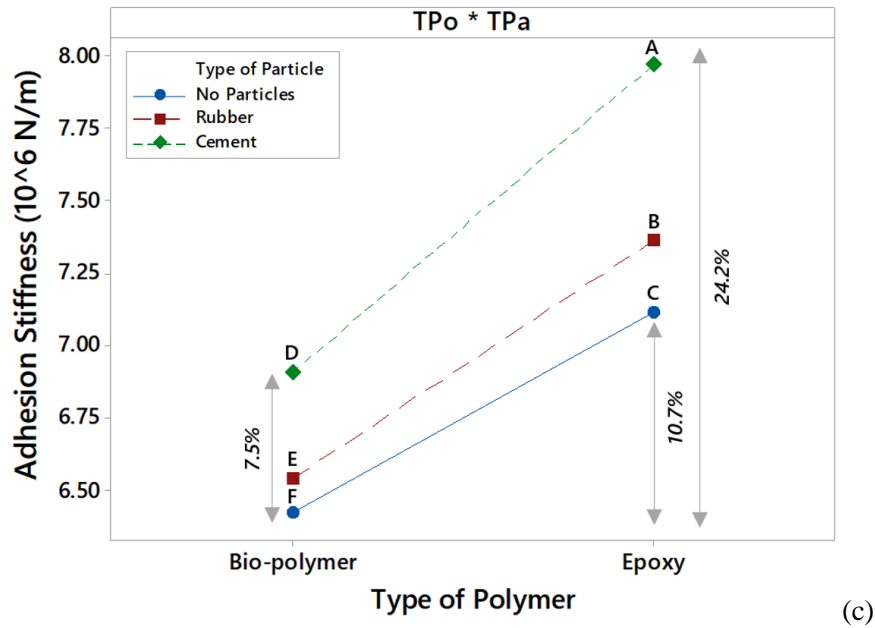 TPo * TPa
Adhesion Stiffness (10^6 N/m)
8.00
7.75
7.50
7.25
7.00
6.75
6.50
Type of Particle
No Particles
Rubber
Cement
A
B
C
D
E
F
7.5%
10.7%
24.2%
Bio-polymer
Epoxy
Type of Polymer
(c)